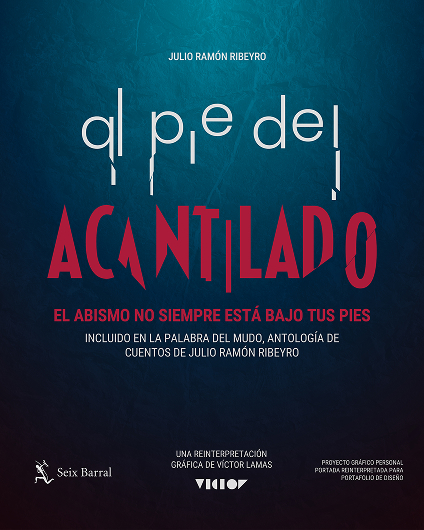 JULIO RAMÓN RIBEYRO
al pie del
ACANTILADO
EL ABISMO NO SIEMPRE ESTÁ BAJO TUS PIES
INCLUIDO EN LA PALABRA DEL MUDO, ANTOLOGÍA DE
CUENTOS DE JULIO RAMÓN RIBEYRO
Seix Barral
UNA REINTERPRETACIÓN
GRÁFICA DE VÍCTOR LAMAS
VICTOR
PROYECTO GRÁFICO PERSONAL
PORTADA REINTERPRETADA PARA
PORTAFOLIO DE DISEÑO